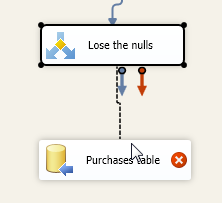 Lose the nulls
Purchases table